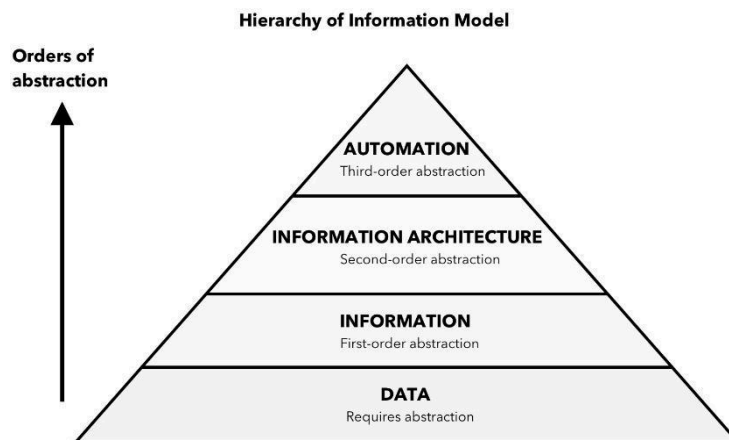 Hierarchy of Information Model
Orders of
abstraction
AUTOMATION
Third-order abstraction
INFORMATION ARCHITECTURE
Second-order abstraction
INFORMATION
First-order abstraction
DATA
Requires abstraction